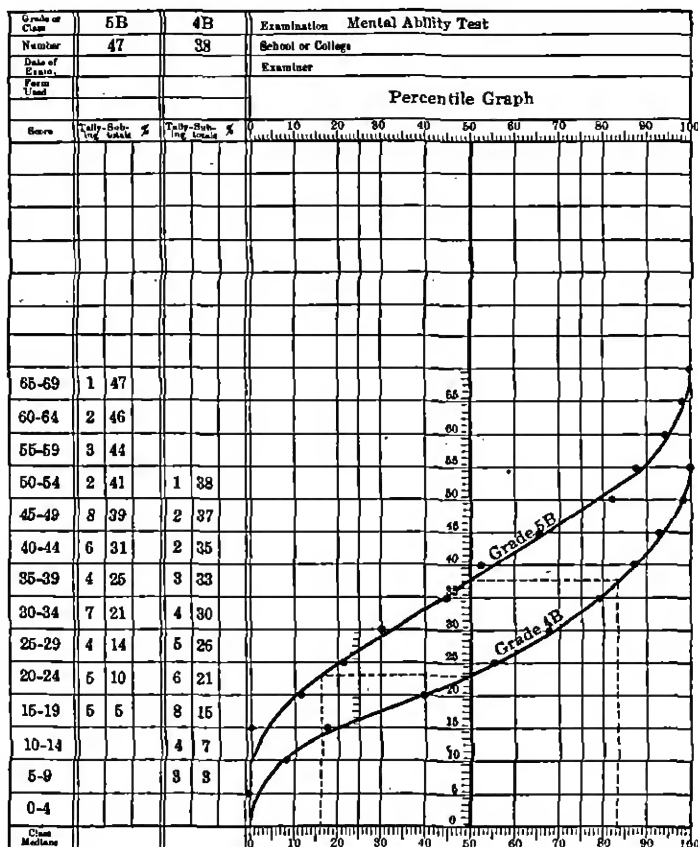 Grade or Class 5B 4B Examination Mental Ability Test
Number 47 38 School or College
Date of Exam. Examiner
Form Used
Percentile Graph
Score Tally-ing Sub-totals % Tally-ing Sub-totals % 0 10 20 30 40 50 60 70 80 90 100
65-69 1 47 65
60-64 2 46 60
55-59 3 44 55
50-54 2 41 1 38 50
45-49 8 39 2 37 45 Grade 5B
40-44 6 31 2 35 40
35-39 4 25 3 33 35
30-34 7 21 4 30 30 Grade 4B
25-29 4 14 5 26 25
20-24 5 10 6 21 20
15-19 5 5 8 15 15
10-14 4 7 10
5-9 3 3 5
0-4 0
Class Medians 0 10 20 30 40 50 60 70 80 90 100